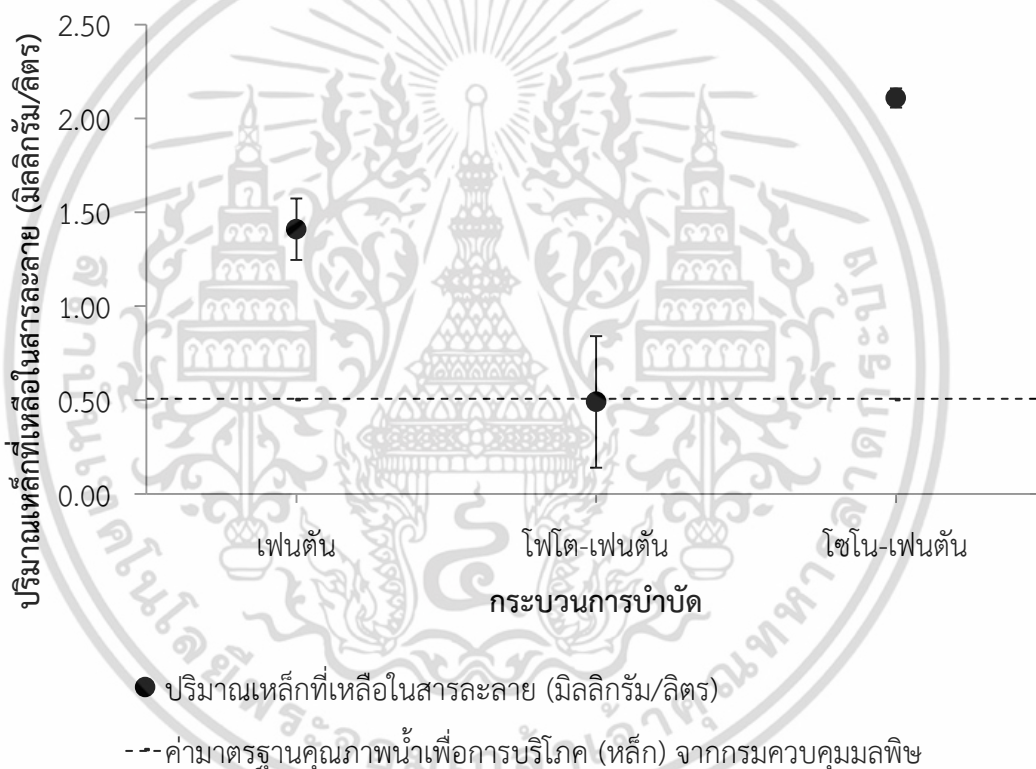 ปริมาณเหล็กที่เหลือในสารละลาย (มิลลิกรัม/ลิตร)
2.50
2.00
1.50
1.00
0.50
0.00
เฟนตัน โฟโต-เฟนตัน โซโน-เฟนตัน
กระบวนการบำบัด
ปริมาณเหล็กที่เหลือในสารละลาย (มิลลิกรัม/ลิตร)
ค่ามาตรฐานคุณภาพน้ำเพื่อการบริโภค (หล็ก) จากกรมควบคุมมลพิษ